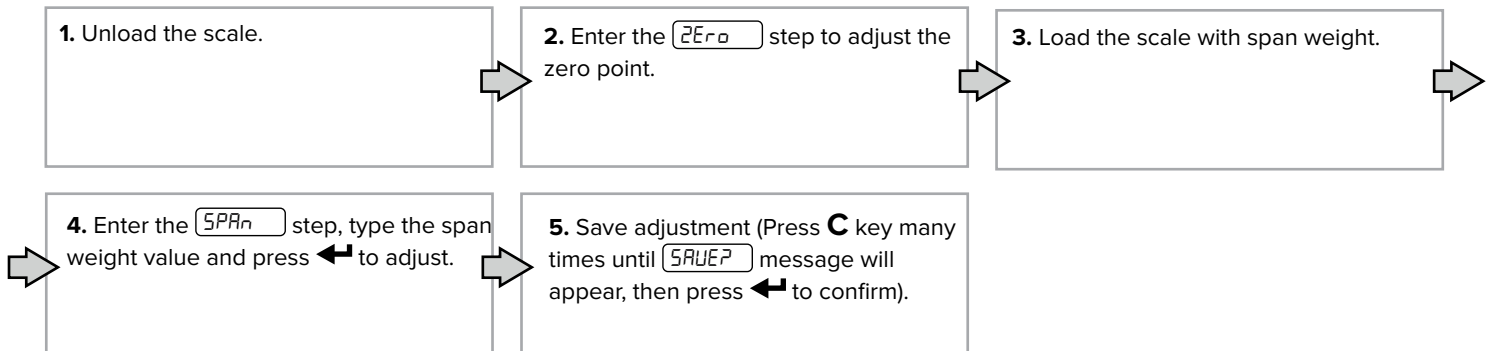 1. Unload the scale.
2. Enter the ZEro step to adjust the
zero point.
3. Load the scale with span weight.
4. Enter the SPAn step, type the span
weight value and press ↵ to adjust.
5. Save adjustment (Press C key many
times until SAVE? message will
appear, then press ↵ to confirm).